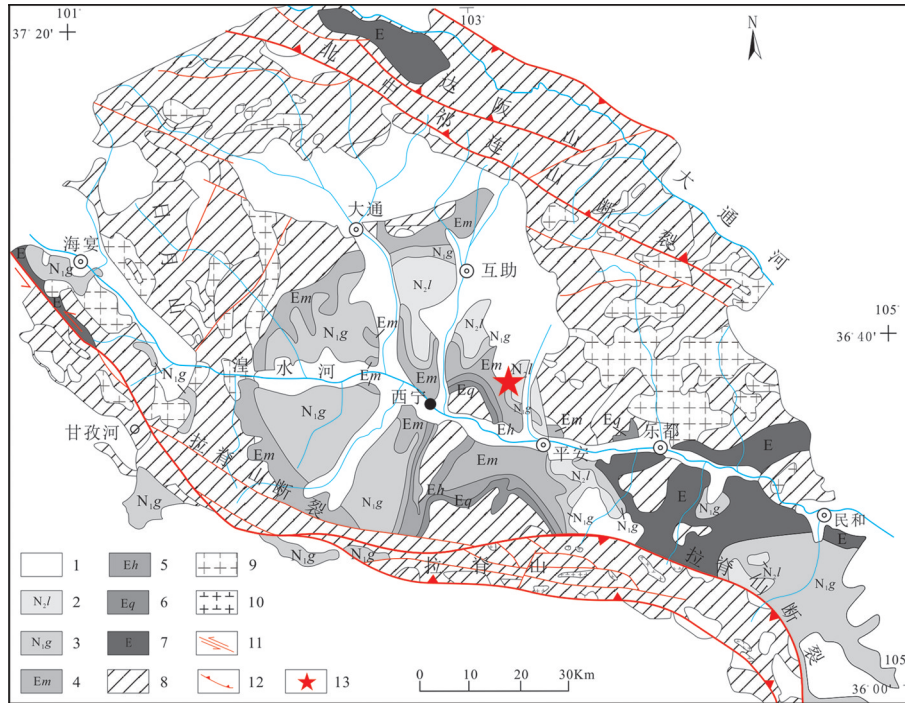 101°
37°20'
103°
N
E
北达阪山
中祁连山断裂
大通河
日月山
大通
Em
海宴
E
N₁g
N₁g
互助
N₂l
E
105°
36°40'
N₁g
Em
N₂l
N₁g
Em
N₂l
N₁g
湟水河
Em
Em
Eq
N₁g
西宁
Em
Eq
Eh
N₁g
甘孜河
Em
Em
平安
乐都
E
拉脊山断裂
Em
N₂l
E
N₁g
N₁g
Eh
Eq
N₁g
民和
E
N₁g
N₁g
拉脊山
拉脊山断裂
N₂l
N₁g
1
Eh 5
9
N₂l 2
Eq 6
10
N₁g 3
E 7
11
Em 4
8
12
13
0 10 20 30Km
105°
36°00'